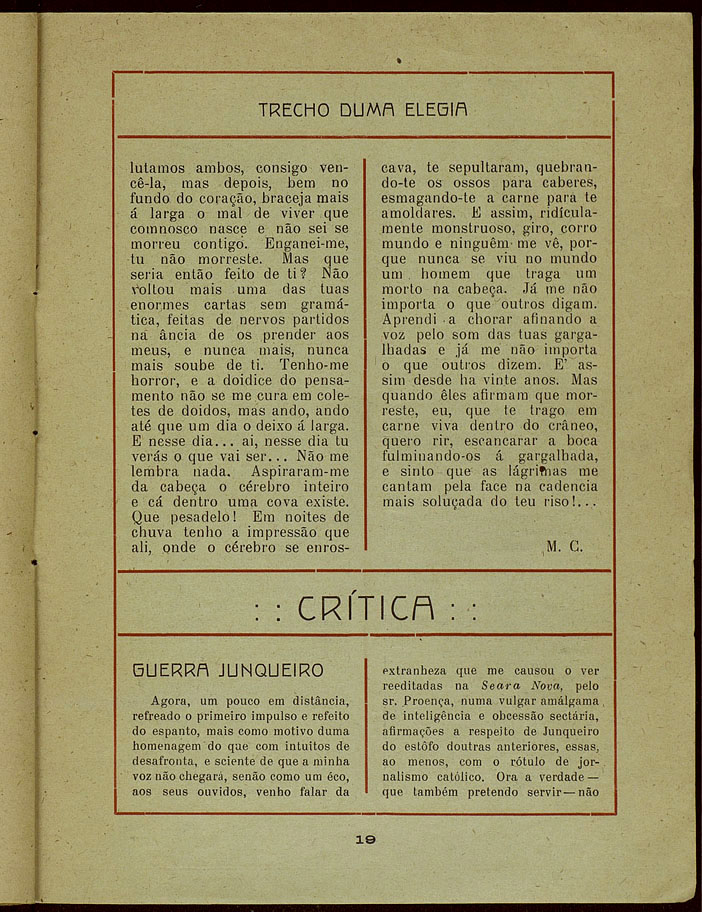 TRECHO DUMA ELEGIA
lutamos ambos, consigo ven-
cê-la, mas depois, bem no
fundo do coração, braceja mais
á larga o mal de viver que
comnosco nasce e não sei se
morreu contigo. Enganei-me,
tu não morreste. Mas que
seria então feito de ti? Não
voltou mais uma das tuas
enormes cartas sem gramá-
tica, feitas de nervos partidos
na ância de os prender aos
meus, e nunca mais, nunca
mais soube de ti. Tenho-me
horror, e a doidice do pensa-
mento não se me cura em cole-
tes de doidos, mas ando, ando
até que um dia o deixo á larga.
E nesse dia... ai, nesse dia tu
verás o que vai ser... Não me
lembra nada. Aspiraram-me
da cabeça o cérebro inteiro
e cá dentro uma cova existe.
Que pesadelo! Em noites de
chuva tenho a impressão que
ali, onde o cérebro se enros-
cava, te sepultaram, quebran-
do-te os ossos para caberes,
esmagando-te a carne para te
amoldares. E assim, ridícula-
mente monstruoso, giro, corro
mundo e ninguêm me vê, por-
que nunca se viu no mundo
um homem que traga um
morto na cabeça. Já me não
importa o que outros digam.
Aprendi a chorar afinando a
voz pelo som das tuas garga-
lhadas e já me não importa
o que outros dizem. E' as-
sim desde ha vinte anos. Mas
quando êles afirmam que mor-
reste, eu, que te trago em
carne viva dentro do crâneo,
quero rir, escancarar a boca
fulminando-os á gargalhada,
e sinto que as lágrimas me
cantam pela face na cadencia
mais soluçada do teu riso!...
M. C.
: : CRÍTICA : :
GUERRA JUNQUEIRO
Agora, um pouco em distância,
refreado o primeiro impulso e refeito
do espanto, mais como motivo duma
homenagem do que com intuitos de
desafronta, e sciente de que a minha
voz não chegará, senão como um éco,
aos seus ouvidos, venho falar da
extranheza que me causou o ver
reeditadas na Seara Nova, pelo
sr. Proença, numa vulgar amálgama
de inteligência e obcessão sectária,
afirmações a respeito de Junqueiro
do estôfo doutras anteriores, essas,
ao menos, com o rótulo de jor-
nalismo católico. Ora a verdade—
que também pretendo servir—não
19